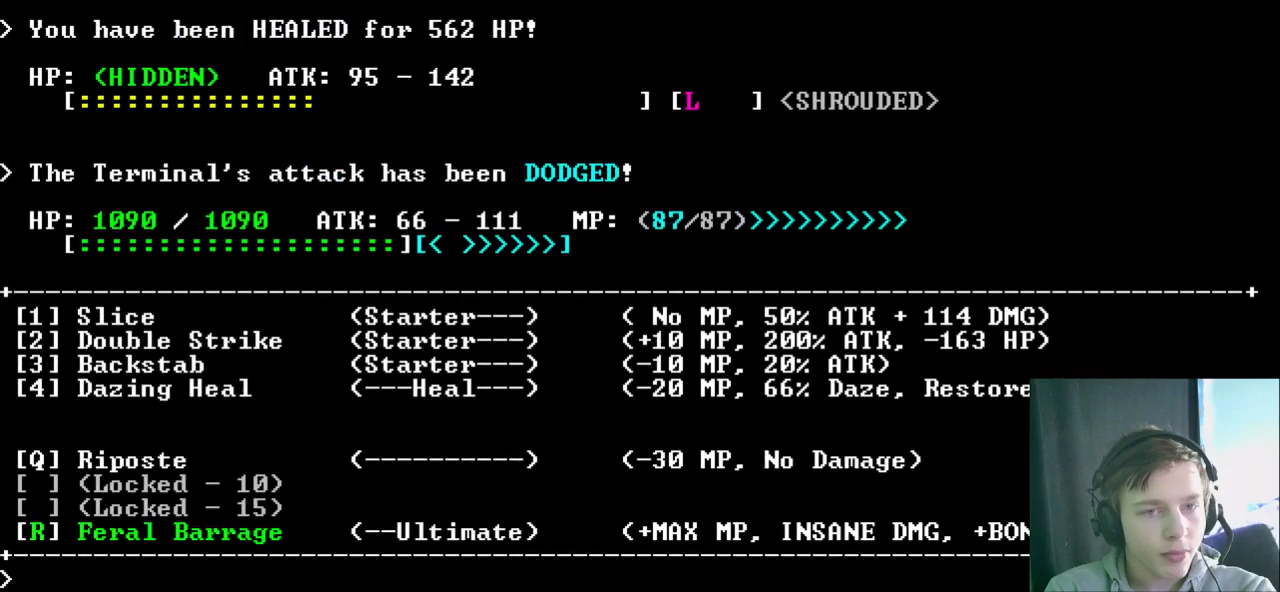 > You have been HEALED for 562 HP!
HP: (HIDDEN) ATK: 95 - 142
[:::::::::::::::                     ] [L   ] <SHROUDED>
> The Terminal's attack has been DODGED!
HP: 1090 / 1090 ATK: 66 - 111 MP: (87/87)>>>>>>>>>>
[::::::::::::::::::::][< >>>>>>]
+------------------------------------------------------------------------------+
[1] Slice (Starter---) ( No MP, 50% ATK + 114 DMG)
[2] Double Strike (Starter---) (+10 MP, 200% ATK, -163 HP)
[3] Backstab (Starter---) (-10 MP, 20% ATK)
[4] Dazing Heal (---Heal---) (-20 MP, 66% Daze, Restore
[Q] Riposte (----------) (-30 MP, No Damage)
[ ] (Locked - 10)
[ ] (Locked - 15)
[R] Feral Barrage (--Ultimate) (+MAX MP, INSANE DMG, +BON
+----------------------------------------------------------------
>